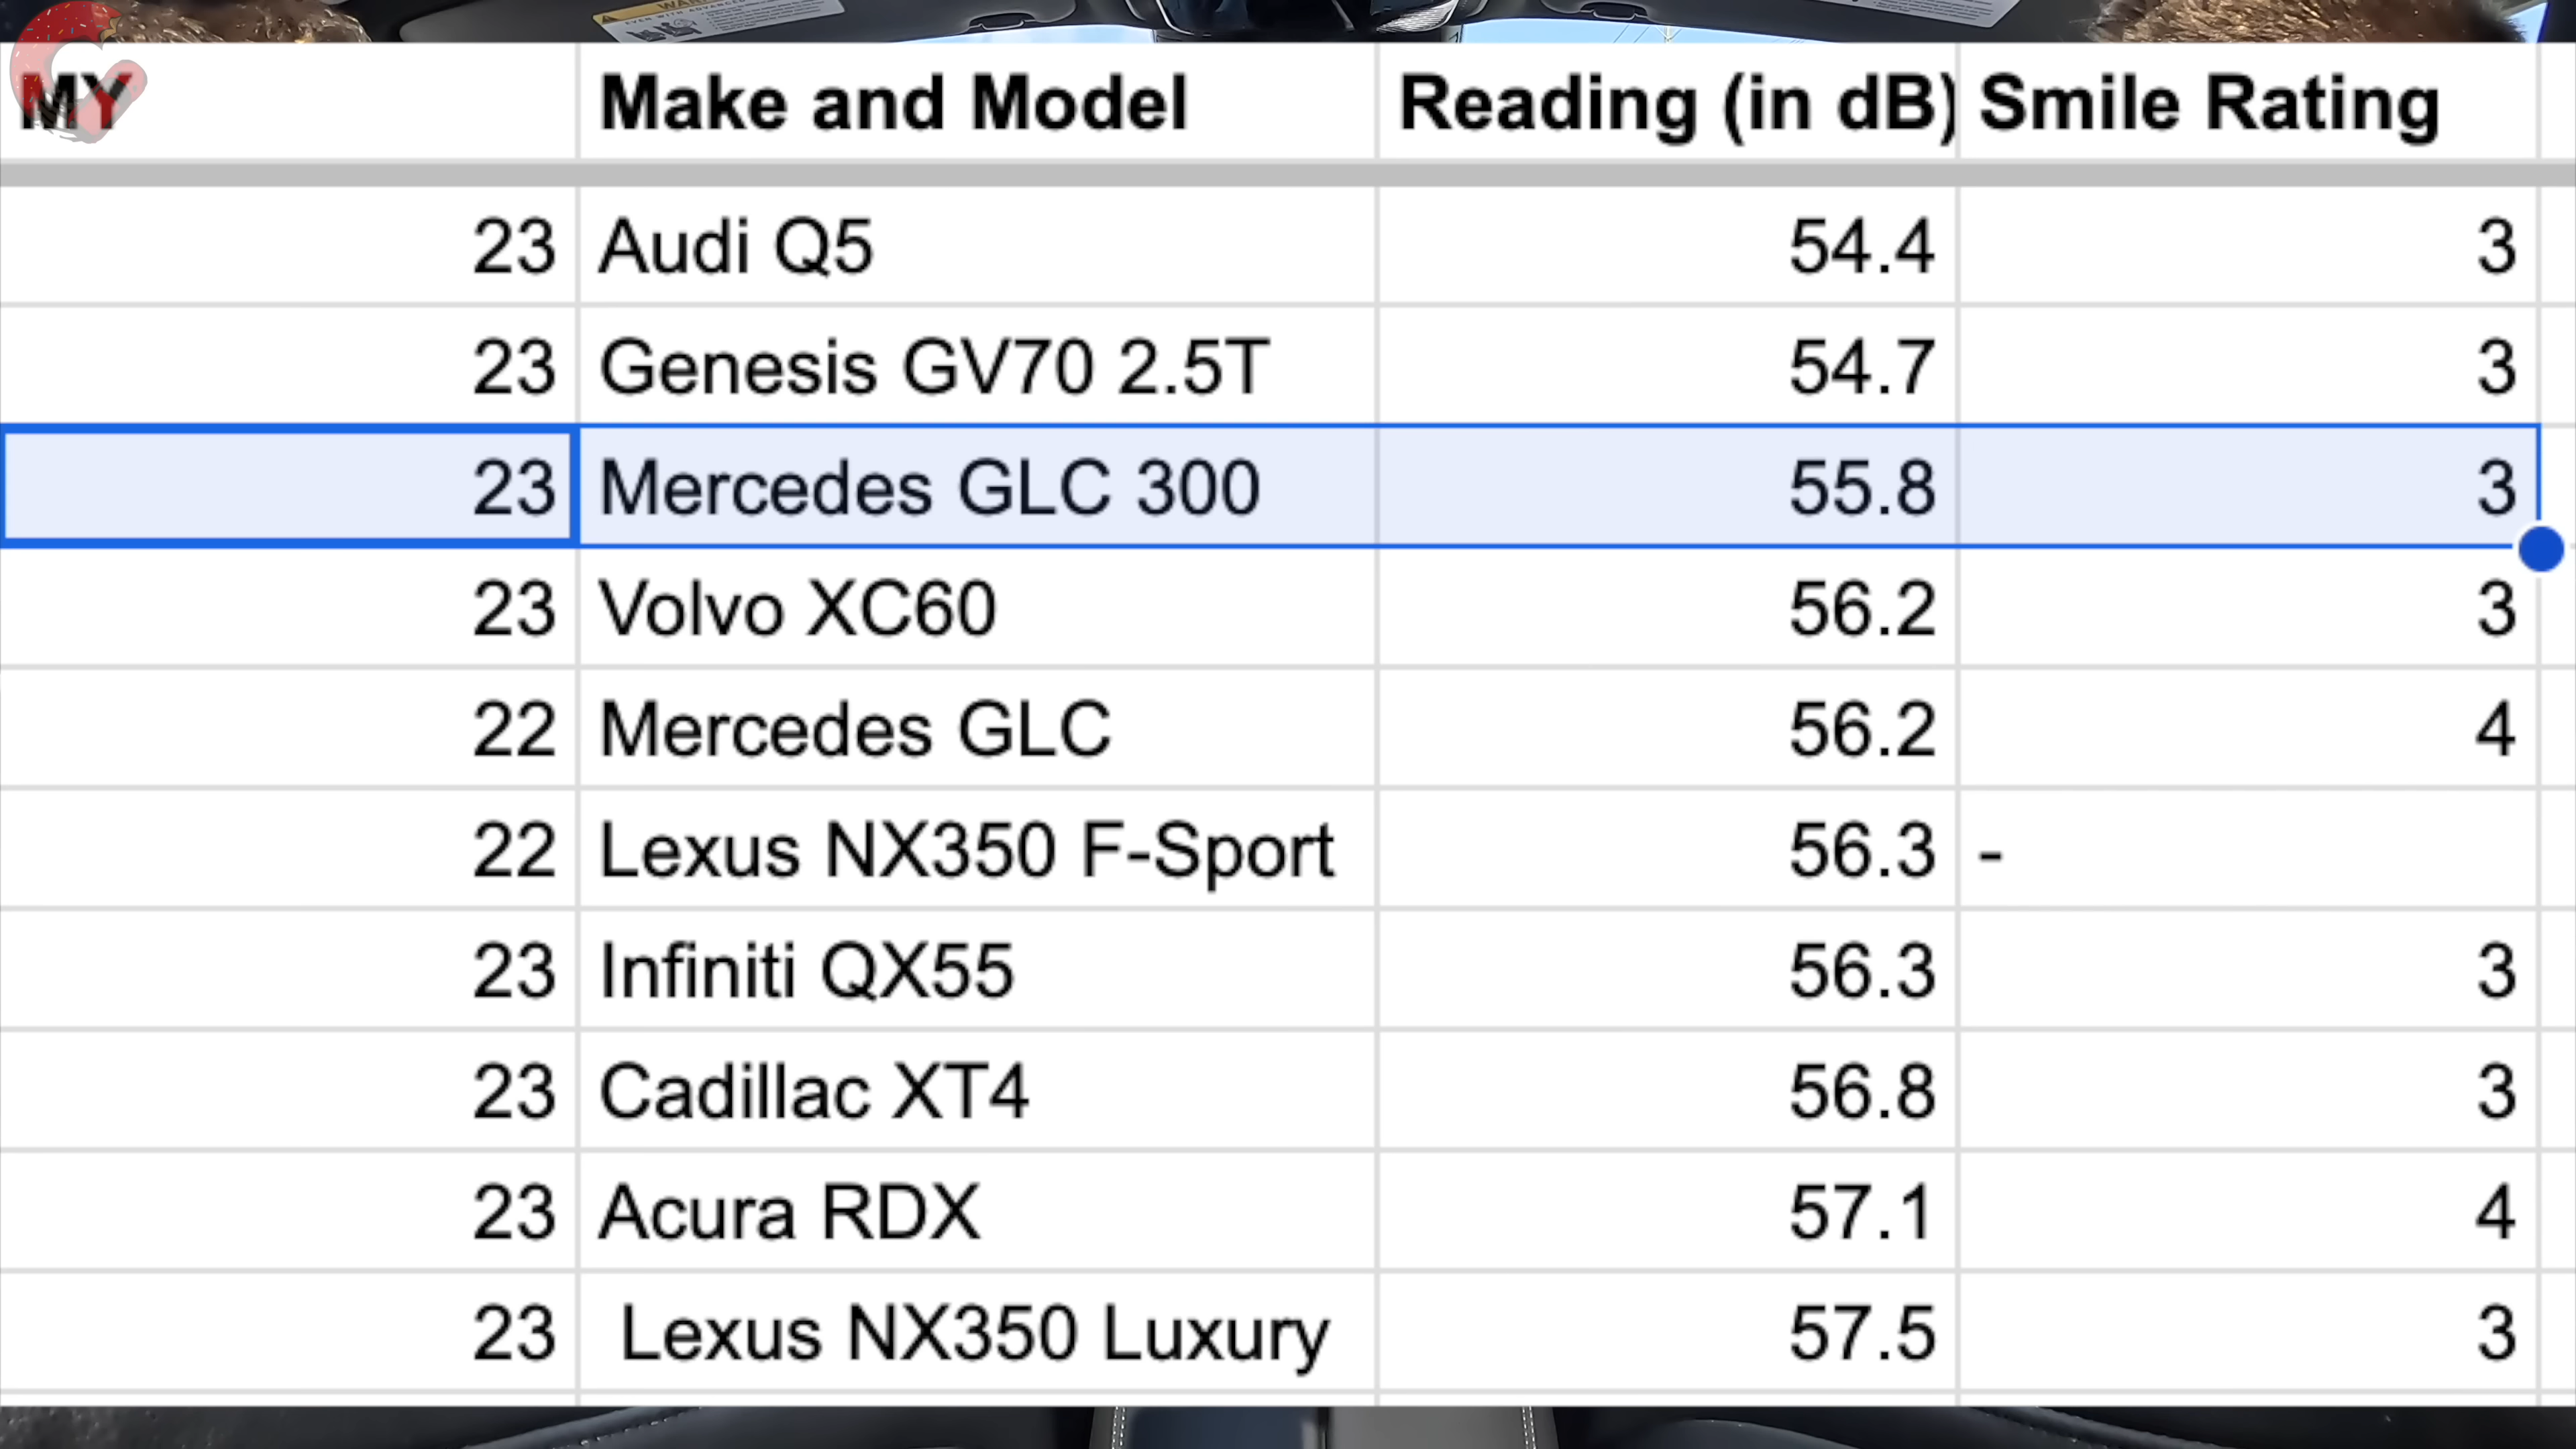 WARN
MY Make and Model Reading (in dB) Smile Rating
23 Audi Q5 54.4 3
23 Genesis GV70 2.5T 54.7 3
23 Mercedes GLC 300 55.8 3
23 Volvo XC60 56.2 3
22 Mercedes GLC 56.2 4
22 Lexus NX350 F-Sport 56.3 -
23 Infiniti QX55 56.3 3
23 Cadillac XT4 56.8 3
23 Acura RDX 57.1 4
23 Lexus NX350 Luxury 57.5 3